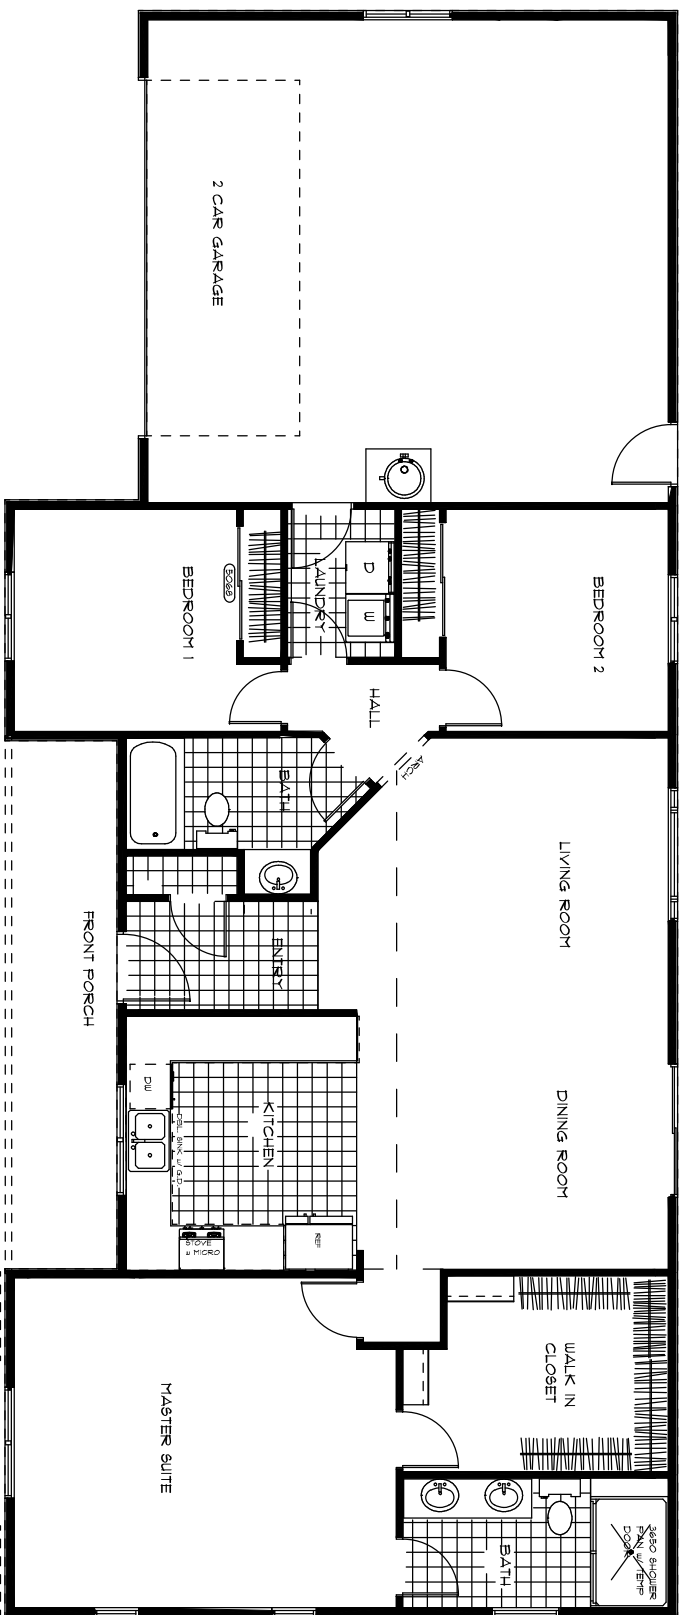 2 CAR GARAGE
BEDROOM 1
5068
LAUNDRY
D
W
BEDROOM 2
HALL
ARCH
BATH
LIVING ROOM
FRONT PORCH
ENTRY
DINING ROOM
KITCHEN
DW
DBL SINK W/ G.D.
STOVE
W MICRO
REF
MASTER SUITE
WALK IN
CLOSET
BATH
3650 SHOWER
PAN W/TEMP
DOOR